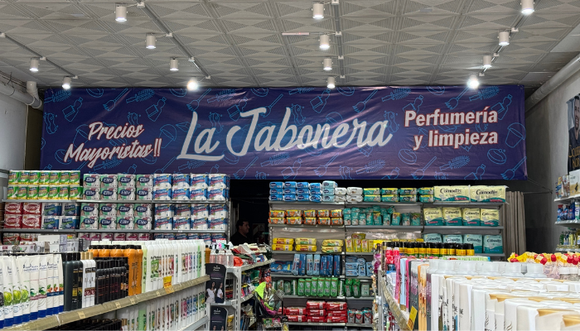 Precios
Mayoristas!!
La Jabonera
Perfumería
y limpieza